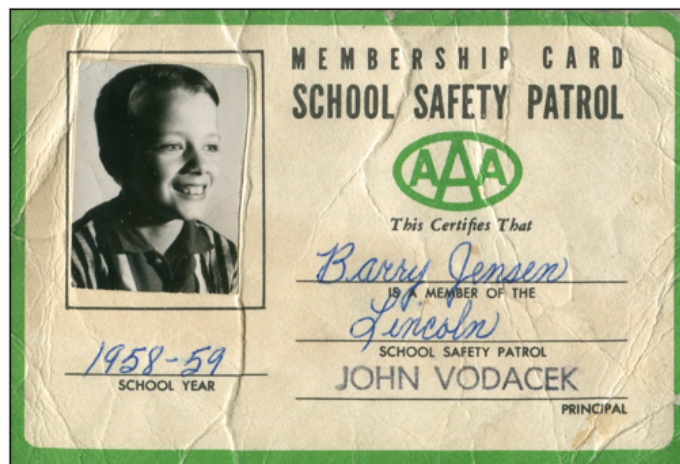 MEMBERSHIP CARD
SCHOOL SAFETY PATROL
AAA
This Certifies That
Barry Jensen
IS A MEMBER OF THE
Lincoln
SCHOOL SAFETY PATROL
1958-59
SCHOOL YEAR
JOHN VODACEK
PRINCIPAL